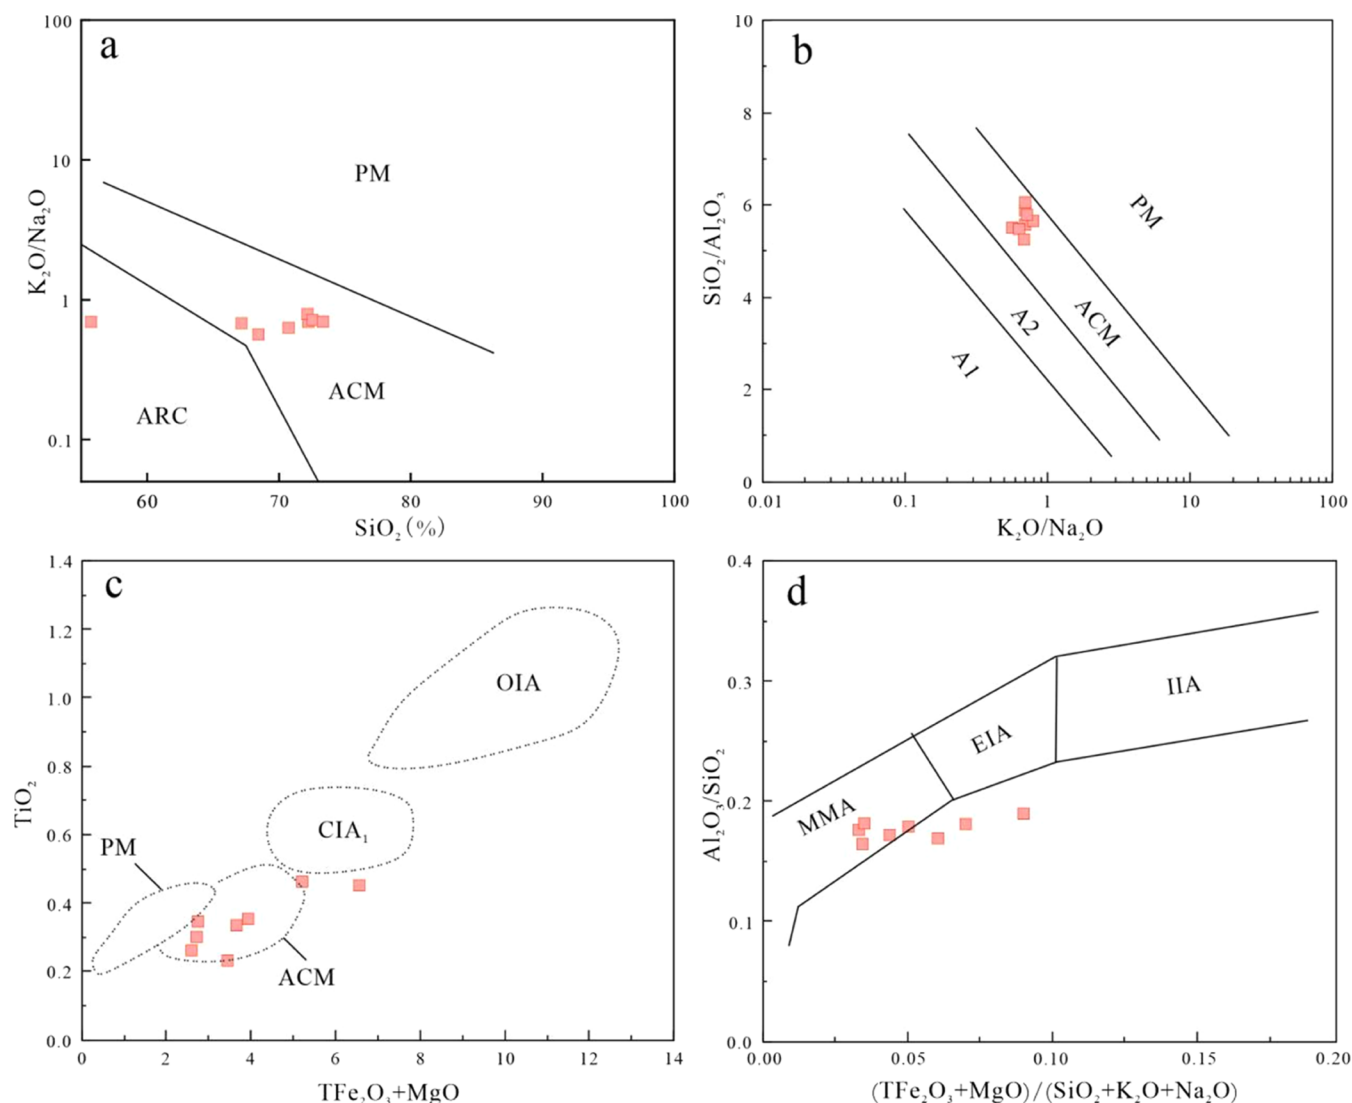 a
100
10
1
0.1
K₂O/Na₂O
PM
ACM
ARC
60
70
80
90
100
SiO₂(%)
b
10
8
6
4
2
0
SiO₂/Al₂O₃
PM
ACM
A2
A1
0.01
0.1
1
10
100
K₂O/Na₂O
c
1.4
1.2
1.0
0.8
0.6
0.4
0.2
0.0
TiO₂
OIA
CIA₁
PM
ACM
0
2
4
6
8
10
12
14
TFe₂O₃+MgO
d
0.4
0.3
0.2
0.1
0.0
Al₂O₃/SiO₂
IIA
EIA
MMA
0.00
0.05
0.10
0.15
0.20
(TFe₂O₃+MgO)/(SiO₂+K₂O+Na₂O)